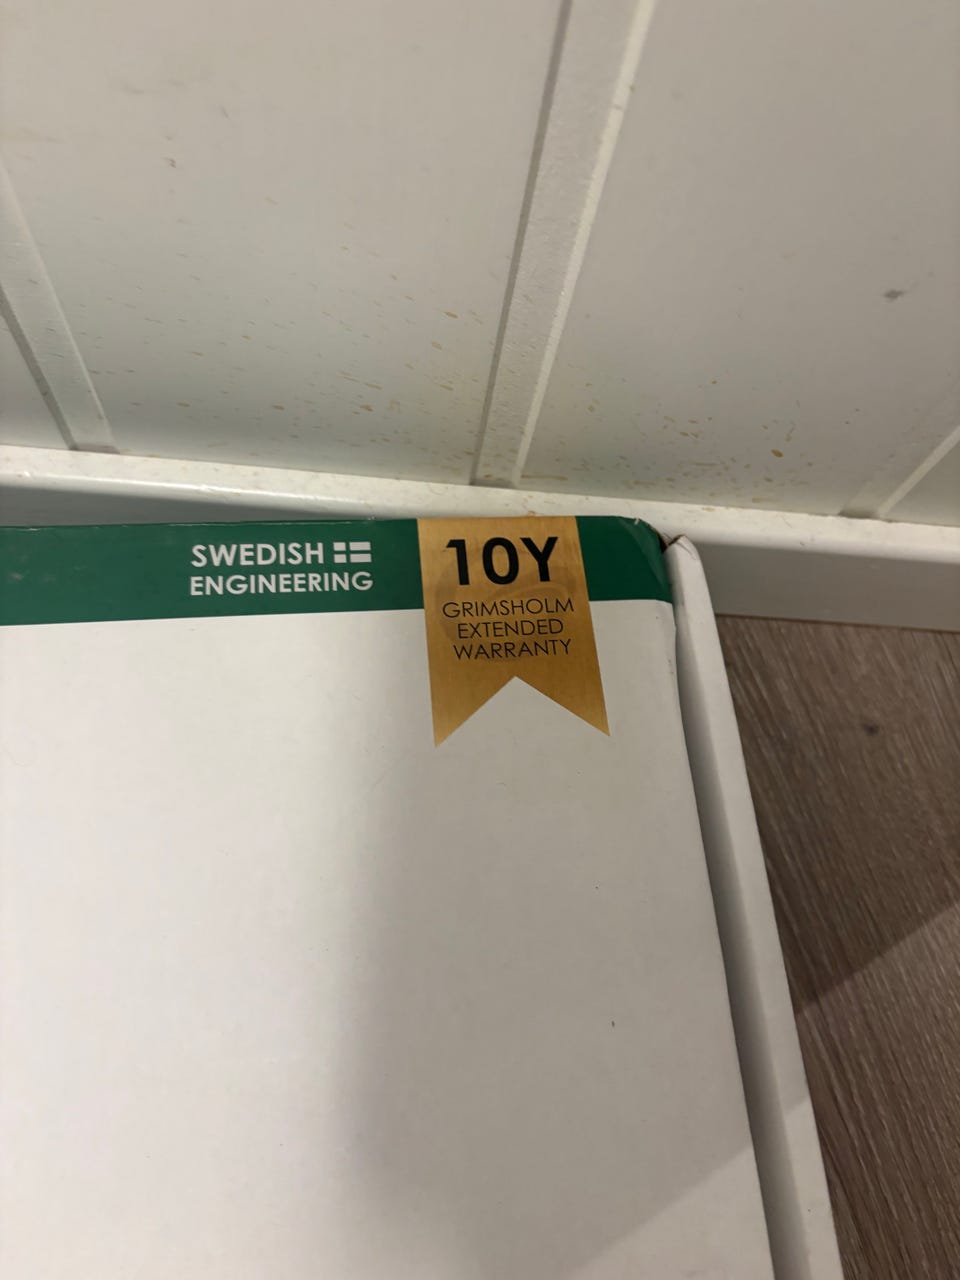 SWEDISH
ENGINEERING
10Y
GRIMSHOLM
EXTENDED
WARRANTY